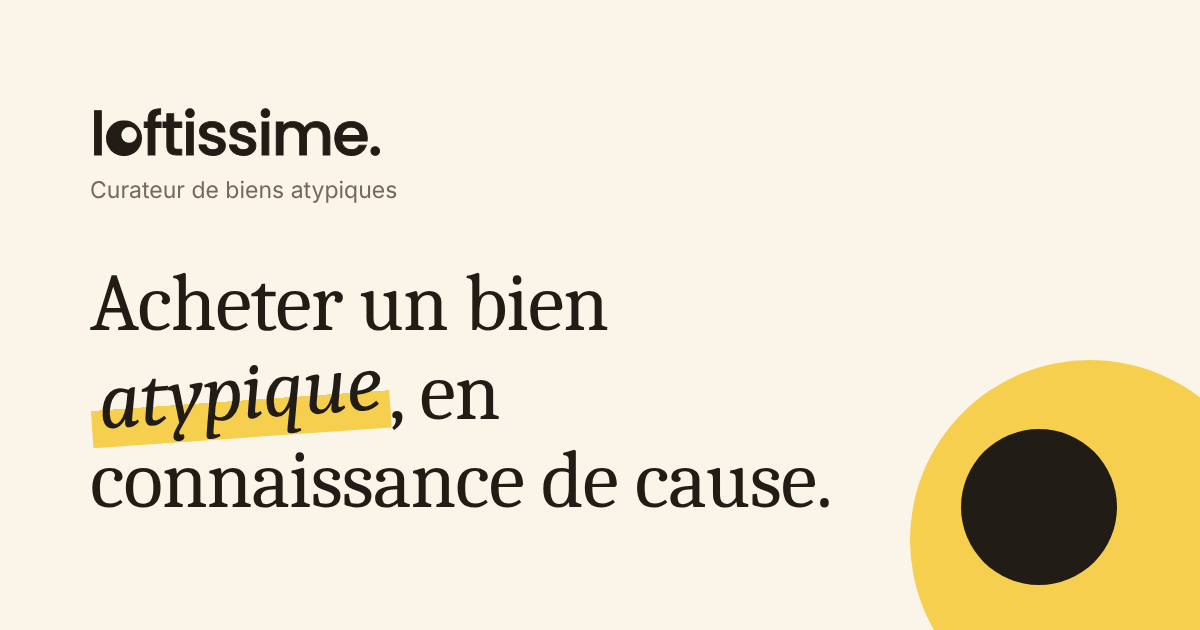 loftissime.
Curateur de biens atypiques
Acheter un bien
atypique, en
connaissance de cause.